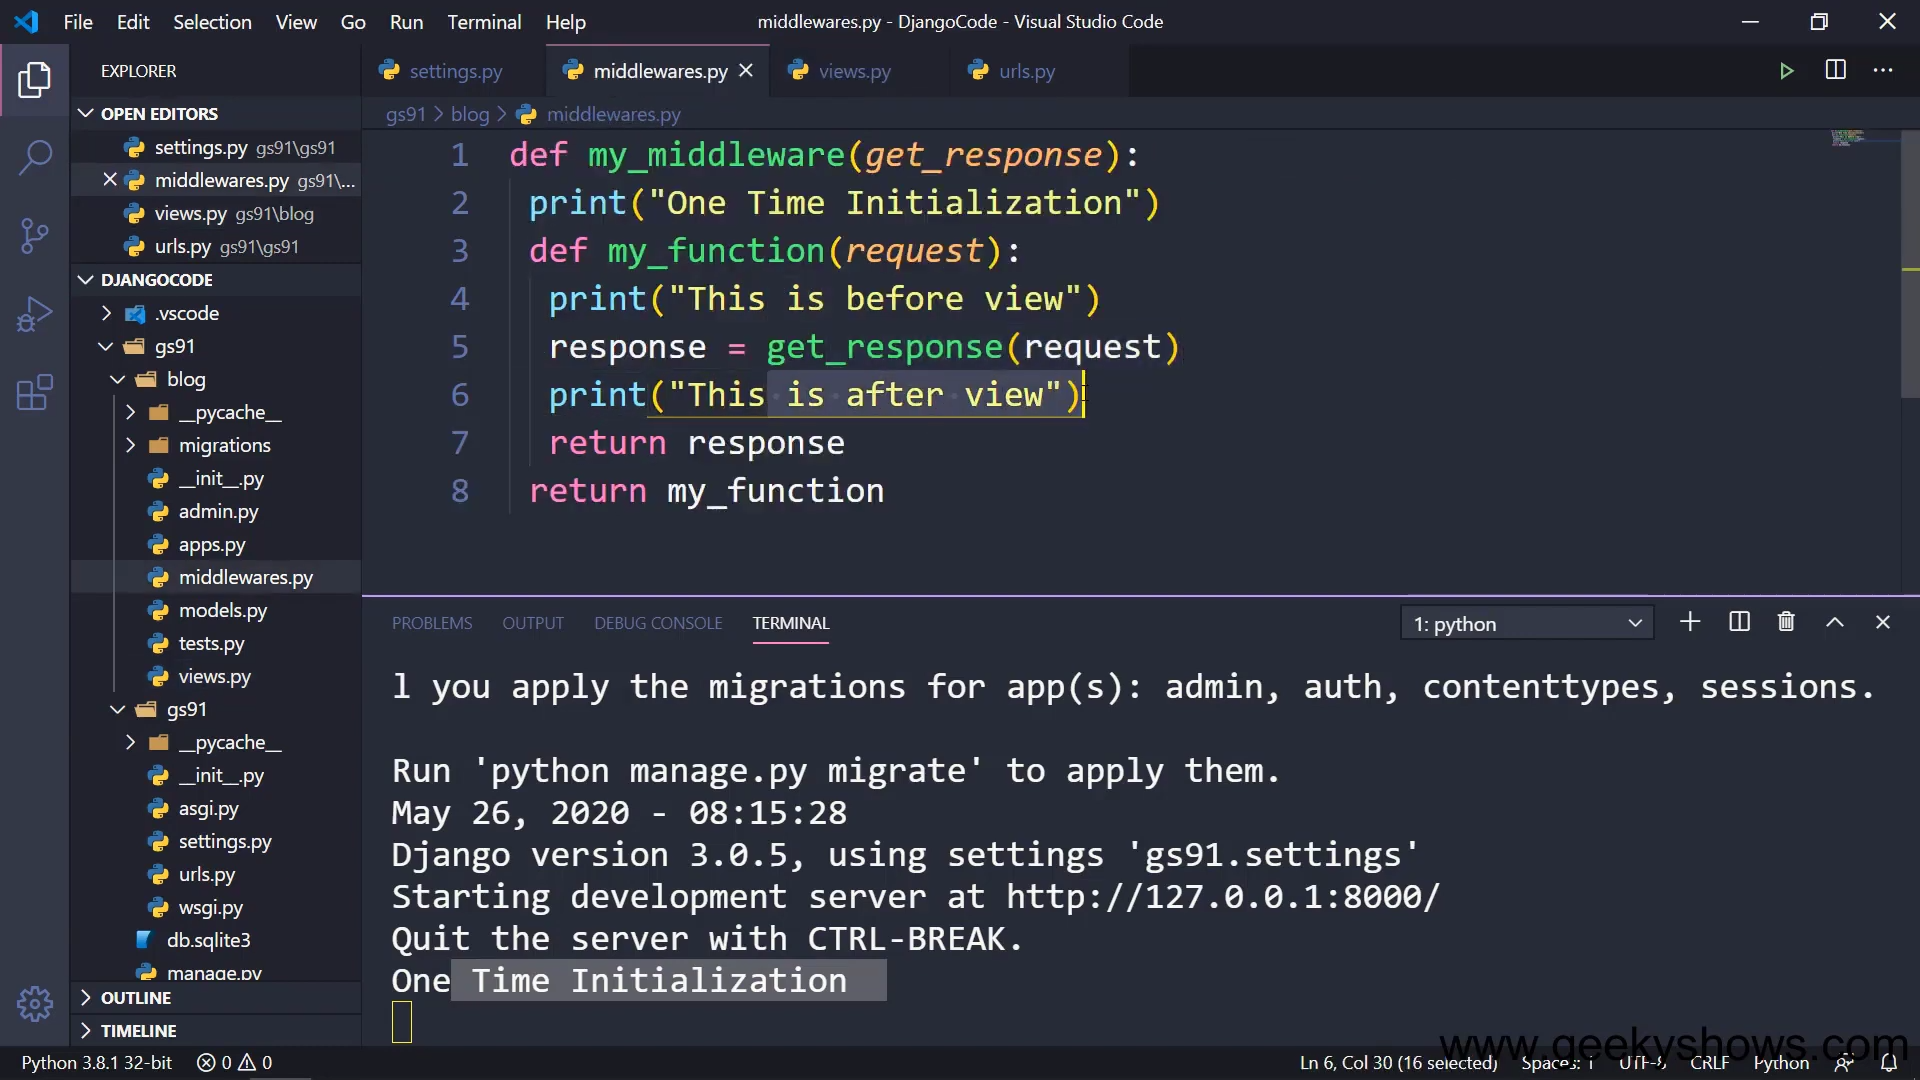 File Edit Selection View Go Run Terminal Help
middlewares.py - DjangoCode - Visual Studio Code
EXPLORER
OPEN EDITORS
settings.py gs91\gs91
middlewares.py gs91\...
views.py gs91\blog
urls.py gs91\gs91
DJANGOCODE
.vscode
gs91
blog
__pycache__
migrations
__init__.py
admin.py
apps.py
middlewares.py
models.py
tests.py
views.py
gs91
__pycache__
__init__.py
asgi.py
settings.py
urls.py
wsgi.py
db.sqlite3
manage.py
OUTLINE
TIMELINE
settings.py middlewares.py views.py urls.py
gs91 > blog > middlewares.py
1 def my_middleware(get_response):
2 print("One Time Initialization")
3 def my_function(request):
4 print("This is before view")
5 response = get_response(request)
6 print("This is after view")
7 return response
8 return my_function
PROBLEMS OUTPUT DEBUG CONSOLE TERMINAL
1: python
l you apply the migrations for app(s): admin, auth, contenttypes, sessions.
Run 'python manage.py migrate' to apply them.
May 26, 2020 - 08:15:28
Django version 3.0.5, using settings 'gs91.settings'
Starting development server at http://127.0.0.1:8000/
Quit the server with CTRL-BREAK.
One Time Initialization
www.geekyshows.com
Python 3.8.1 32-bit 0 0
Ln 6, Col 30 (16 selected) Spaces: 1 UTF-8 CRLF Python